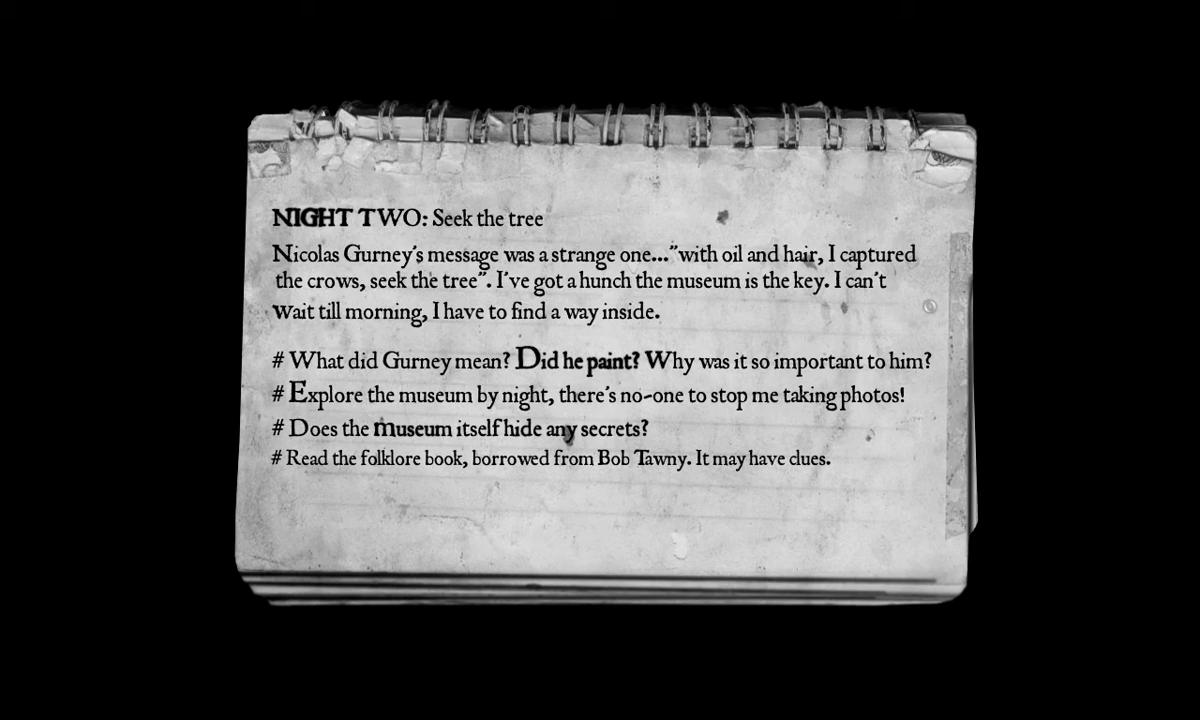 NIGHT TWO: Seek the tree
Nicolas Gurney's message was a strange one..."with oil and hair, I captured
the crows, seek the tree". I've got a hunch the museum is the key. I can't
wait till morning, I have to find a way inside.
# What did Gurney mean? Did he paint? Why was it so important to him?
# Explore the museum by night, there's no-one to stop me taking photos!
# Does the museum itself hide any secrets?
# Read the folklore book, borrowed from Bob Tawny. It may have clues.